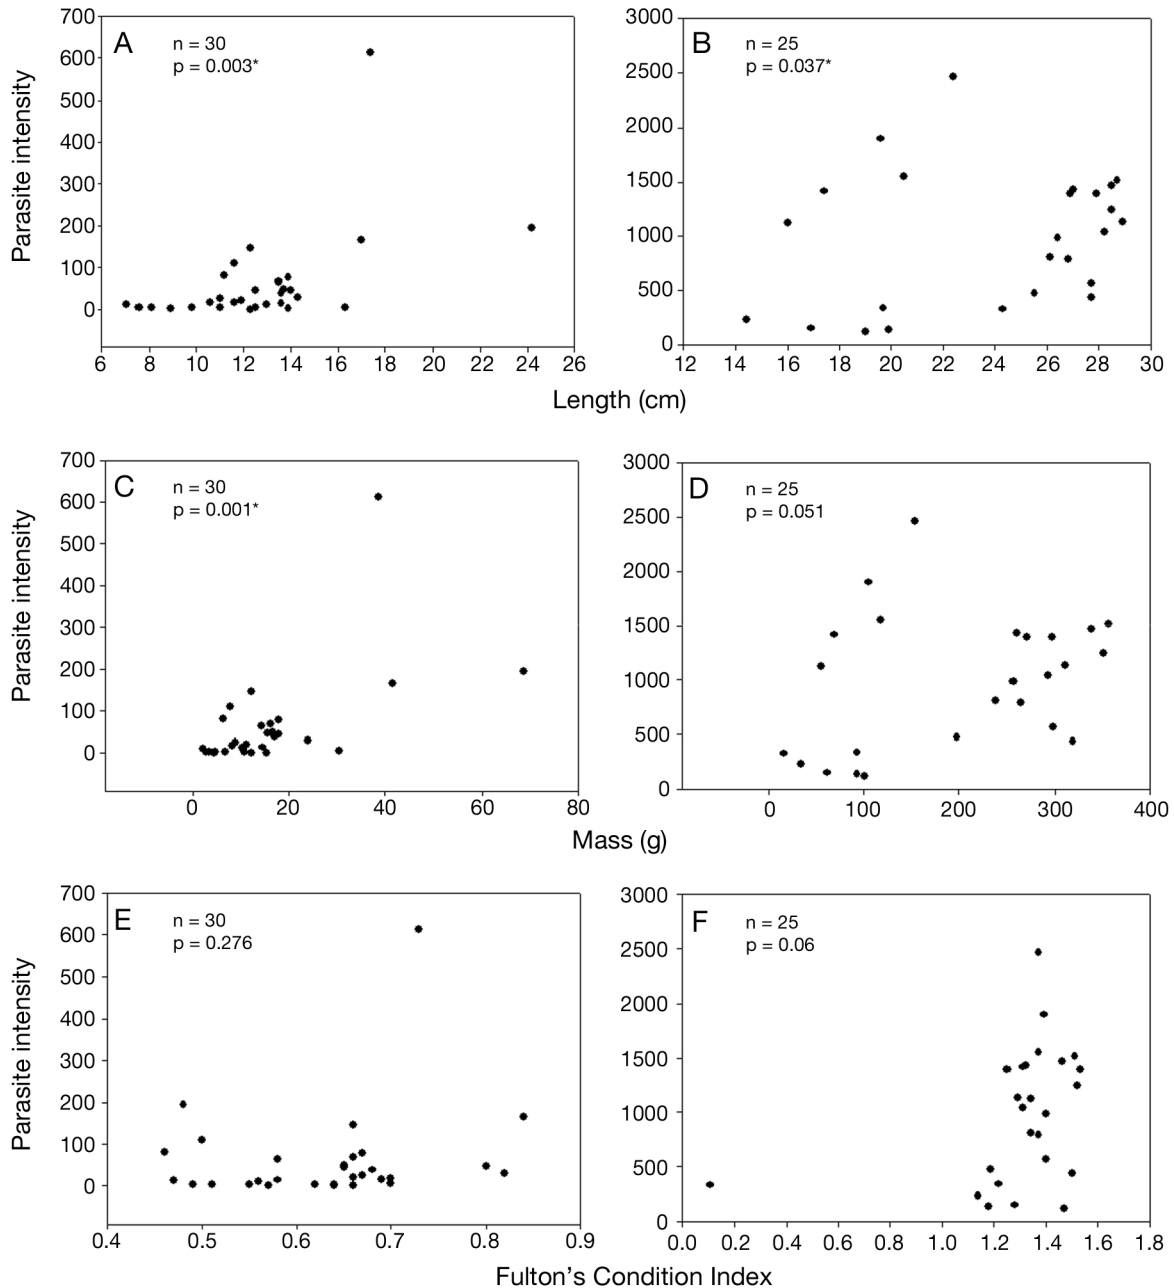 A
n = 30
p = 0.003*
Parasite intensity
700
600
500
400
300
200
100
0
6 8 10 12 14 16 18 20 22 24 26
B
n = 25
p = 0.037*
3000
2500
2000
1500
1000
500
0
12 14 16 18 20 22 24 26 28 30
Length (cm)
C
n = 30
p = 0.001*
Parasite intensity
700
600
500
400
300
200
100
0
0 20 40 60 80
D
n = 25
p = 0.051
3000
2500
2000
1500
1000
500
0
0 100 200 300 400
Mass (g)
E
n = 30
p = 0.276
Parasite intensity
700
600
500
400
300
200
100
0
0.4 0.5 0.6 0.7 0.8 0.9
F
n = 25
p = 0.06
3000
2500
2000
1500
1000
500
0
0.0 0.2 0.4 0.6 0.8 1.0 1.2 1.4 1.6 1.8
Fulton's Condition Index